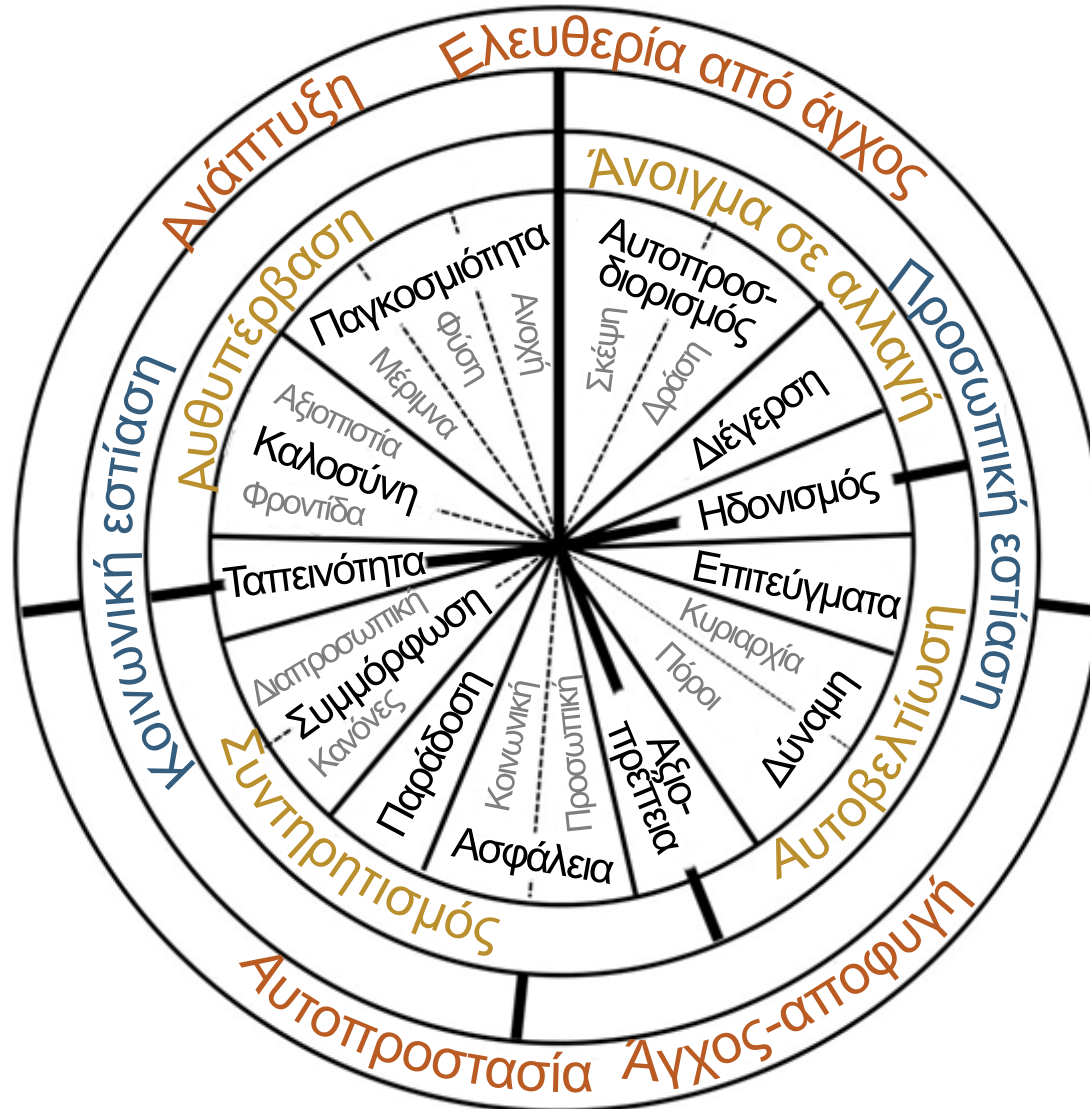 Ανάπτυξη
Ελευθερία από άγχος
Άνοιγμα σε αλλαγή
Αυθυπέρβαση
Προσωπική εστίαση
Κοινωνική εστίαση
Παγκοσμιότητα
Μέριμνα
Φύση
Ανοχή
Αυτοπροσ-
διορισμός
Σκέψη
Δράση
Διέγερση
Ηδονισμός
Επιτεύγματα
Κυριαρχία
Πόροι
Δύναμη
Αξιο-
πρέπεια
Προσωπική
Κοινωνική
Ασφάλεια
Παράδοση
Διαπροσωπική
Συμμόρφωση
Κανόνες
Ταπεινότητα
Αξιοπιστία
Καλοσύνη
Φροντίδα
Συντηρητισμός
Αυτοβελτίωση
Αυτοπροστασία
Άγχος-αποφυγή